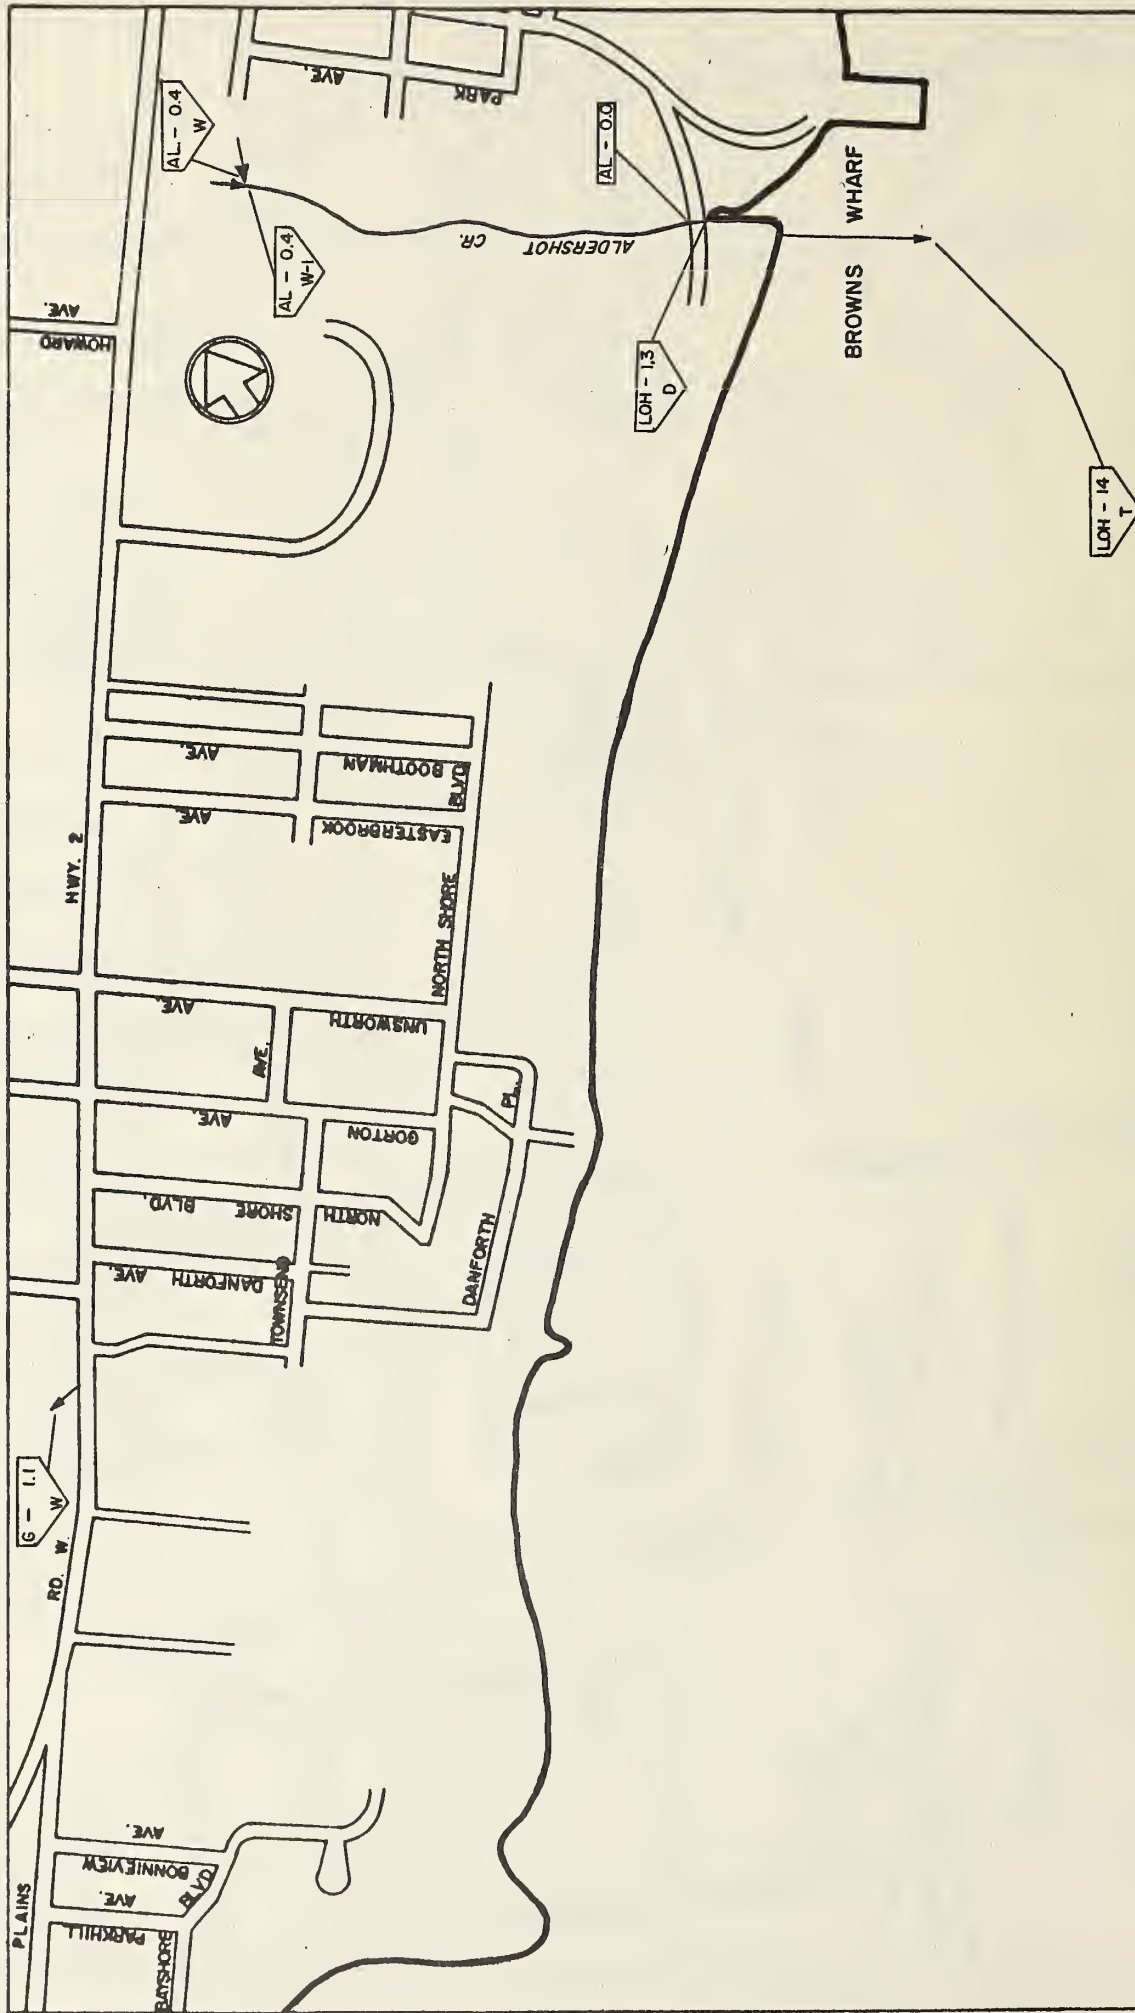 PLAINS
RD. W.
HWY. 2
G - 1.1
W
PARKHILL AVE.
BAYSHORE BLVD
BONNIEVIEW AVE.
TOWNSEND
DANFORTH AVE.
NORTH SHORE BLVD.
GORTON AVE.
AVE.
UNSWORTH AVE.
DANFORTH PL.
NORTH SHORE BLVD
EASTERBROOK AVE.
BOOTHMAN AVE.
HOWARD AVE.
AL - 0.4
W-1
AL. - 0.4
W
PARK AVE.
ALDERSHOT CR.
AL - 0.0
LOH - 1.3
D
BROWNS WHARF
LOH - 14
T